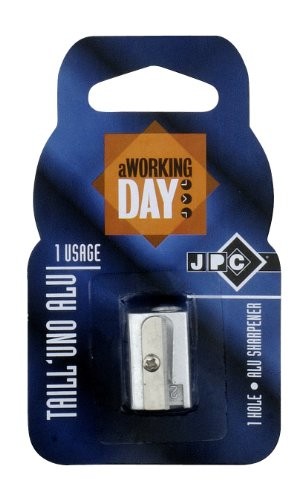 aWORKING
DAY
JPC
1 USAGE
TAILL'UNO ALU
1 HOLE • ALU SHARPENER